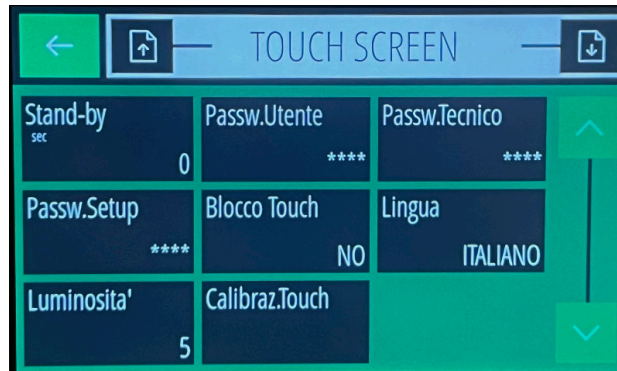 TOUCH SCREEN
Stand-by
sec
0
Passw.Utente
****
Passw.Tecnico
****
Passw.Setup
****
Blocco Touch
NO
Lingua
ITALIANO
Luminosita'
5
Calibraz.Touch